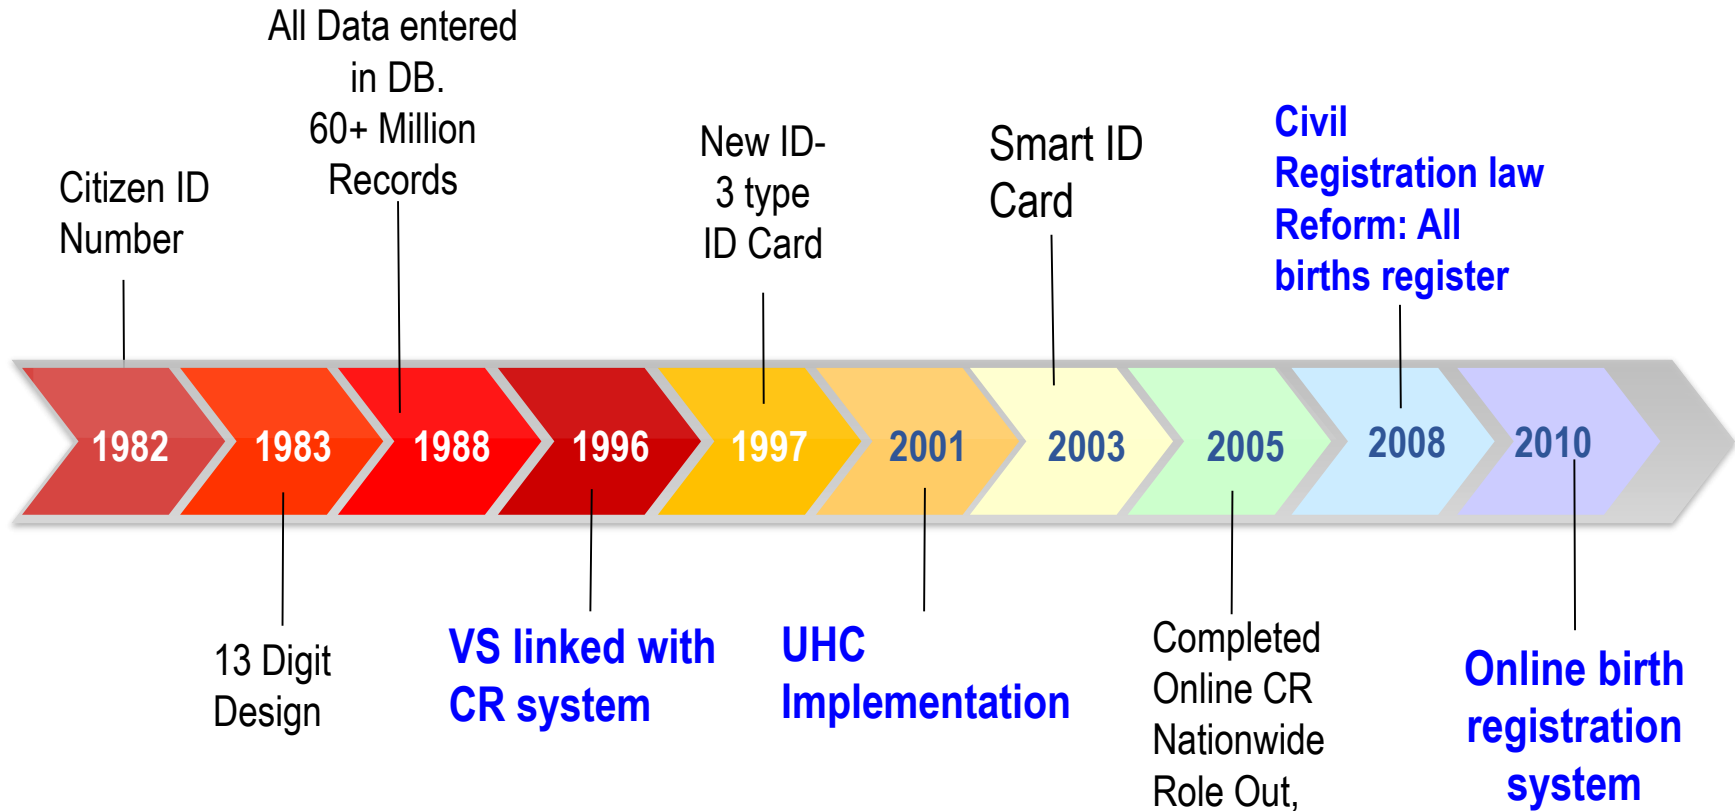 All Data entered
in DB.
60+ Million
Records
Citizen ID
Number
New ID-
3 type
ID Card
Smart ID
Card
Civil
Registration law
Reform: All
births register
1982
1983
1988
1996
1997
2001
2003
2005
2008
2010
13 Digit
Design
VS linked with
CR system
UHC
Implementation
Completed
Online CR
Nationwide
Role Out,
Online birth
registration
system